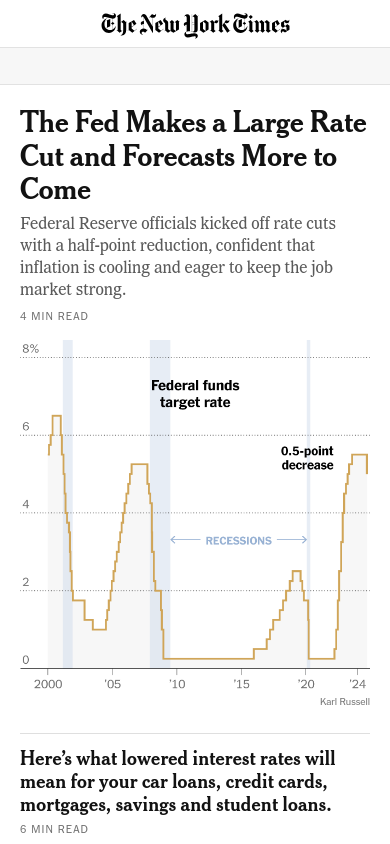 The New York Times
The Fed Makes a Large Rate
Cut and Forecasts More to
Come
Federal Reserve officials kicked off rate cuts
with a half-point reduction, confident that
inflation is cooling and eager to keep the job
market strong.
4 MIN READ
8%
Federal funds
target rate
6
0.5-point
decrease
4
RECESSIONS
2
0
2000 '05 '10 '15 '20 '24
Karl Russell
Here's what lowered interest rates will
mean for your car loans, credit cards,
mortgages, savings and student loans.
6 MIN READ